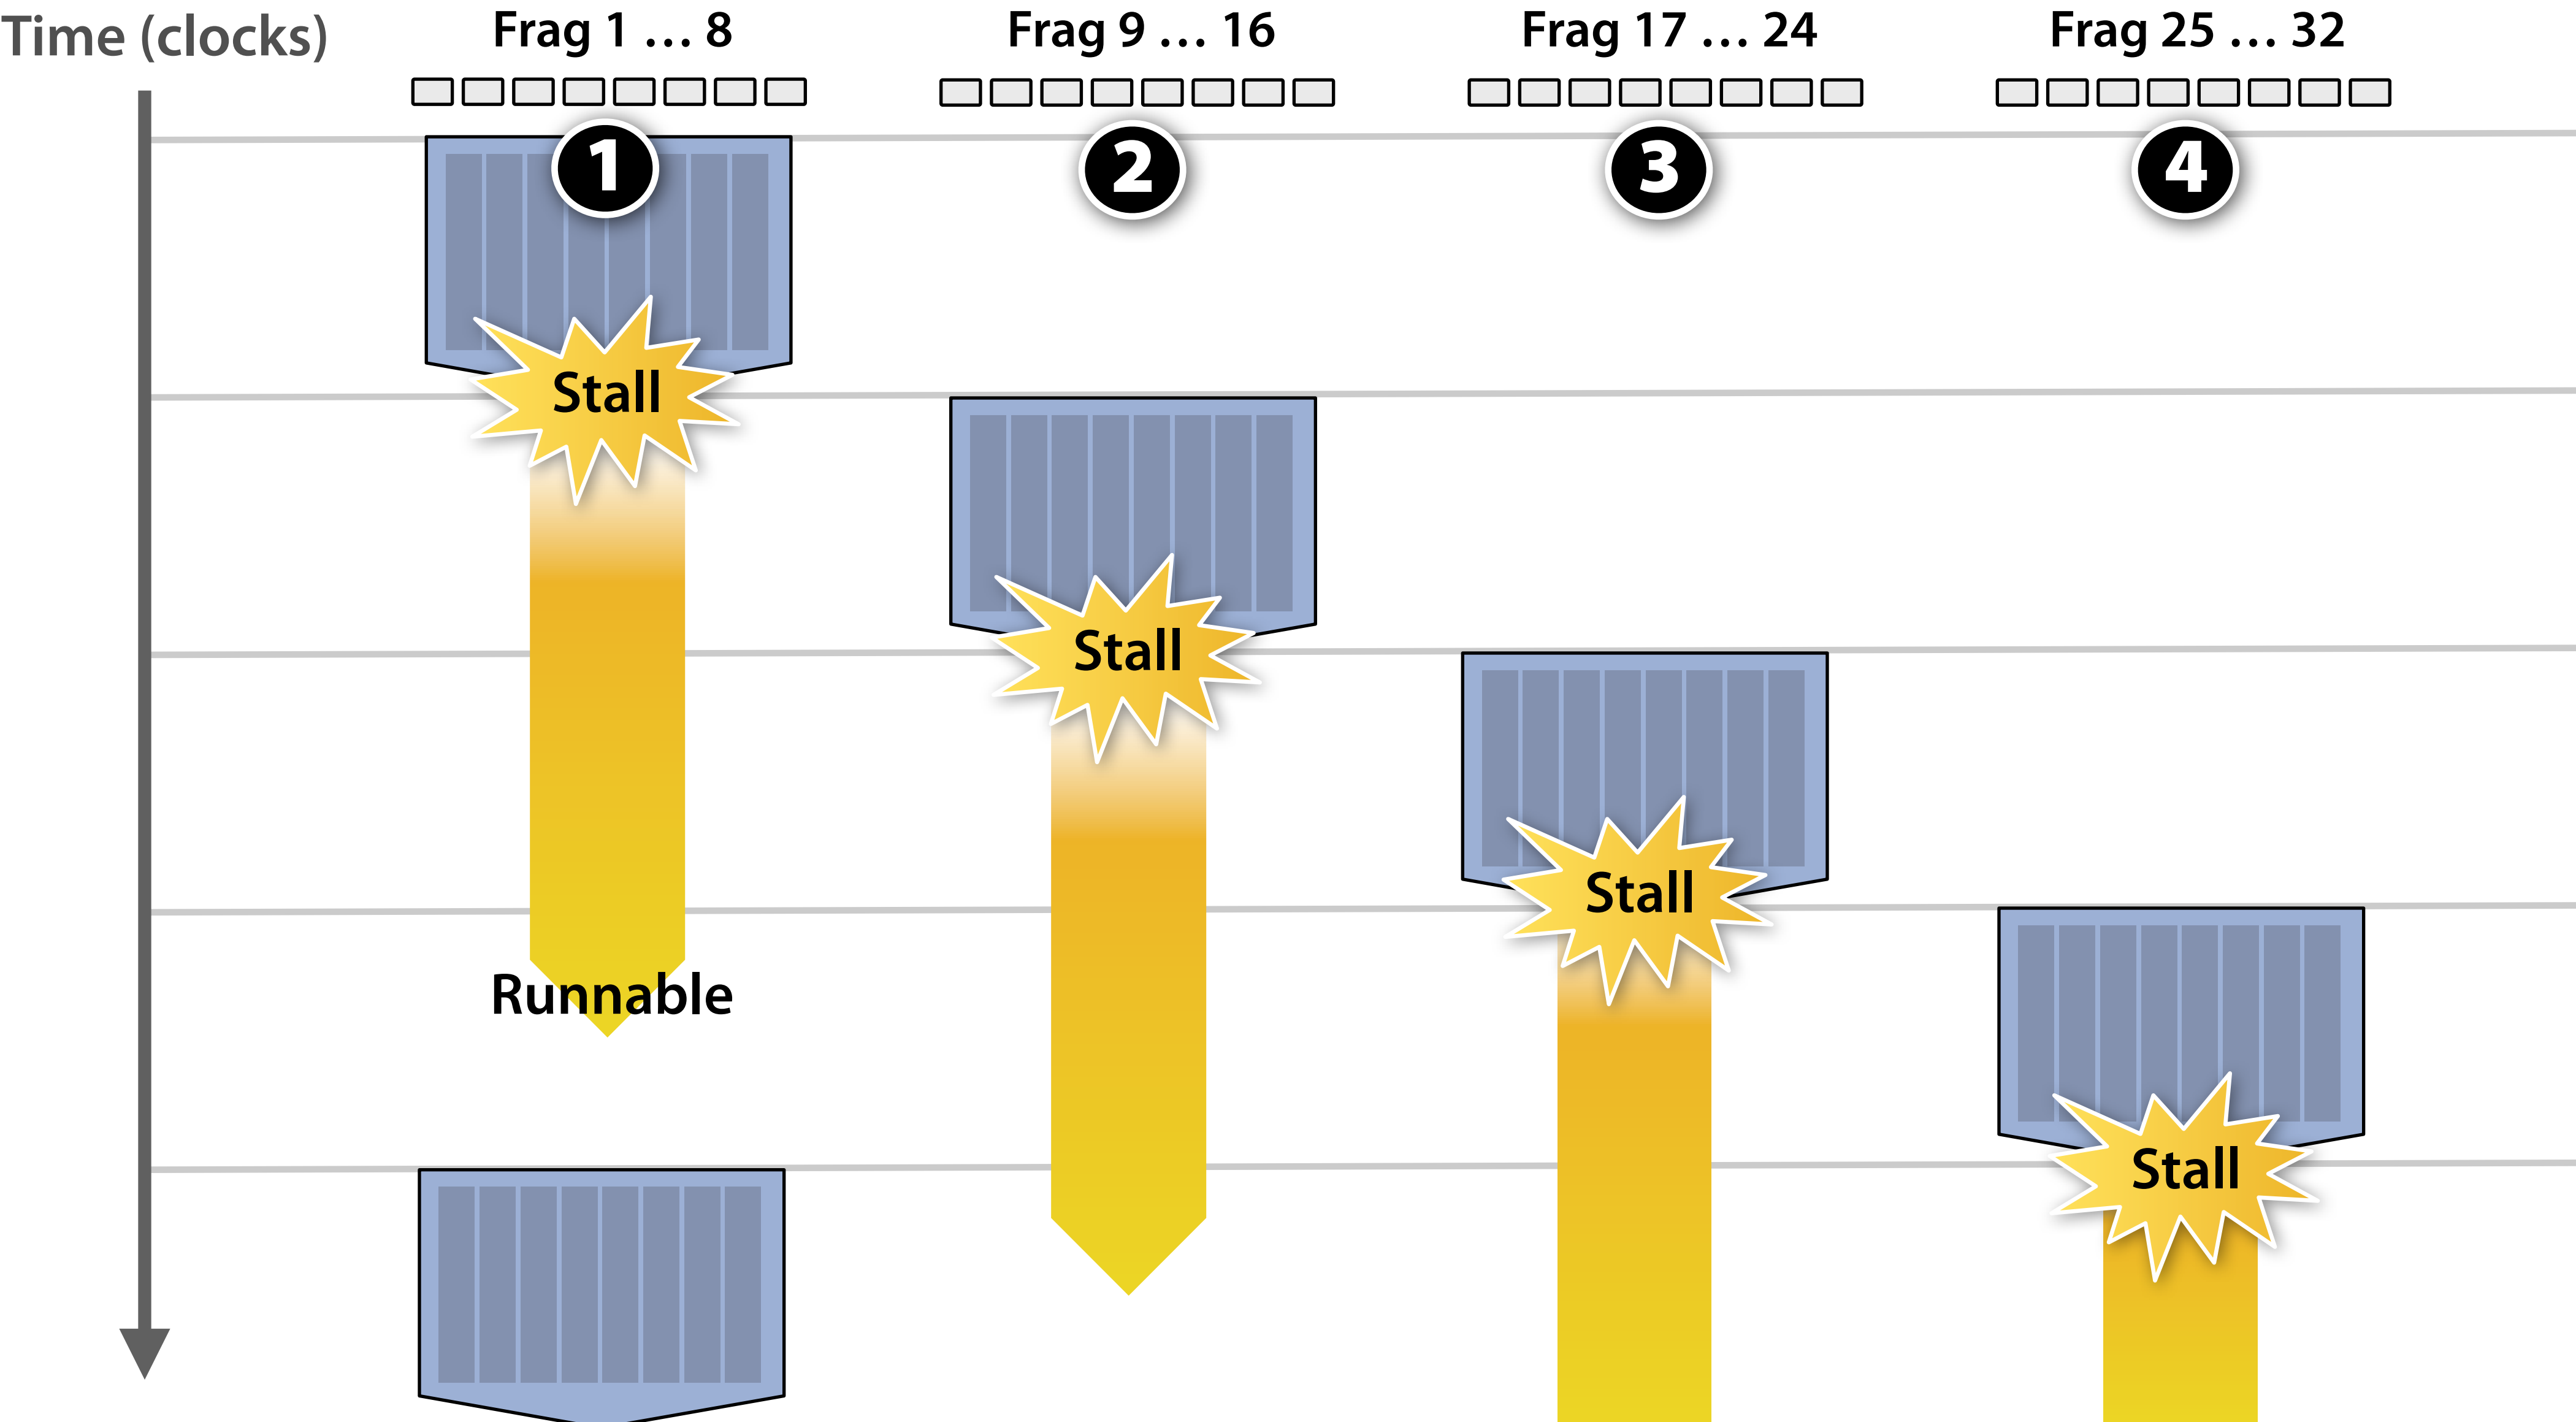 Time (clocks)
Frag 1 … 8
Frag 9 … 16
Frag 17 … 24
Frag 25 … 32
1
2
3
4
Stall
Stall
Stall
Runnable
Stall